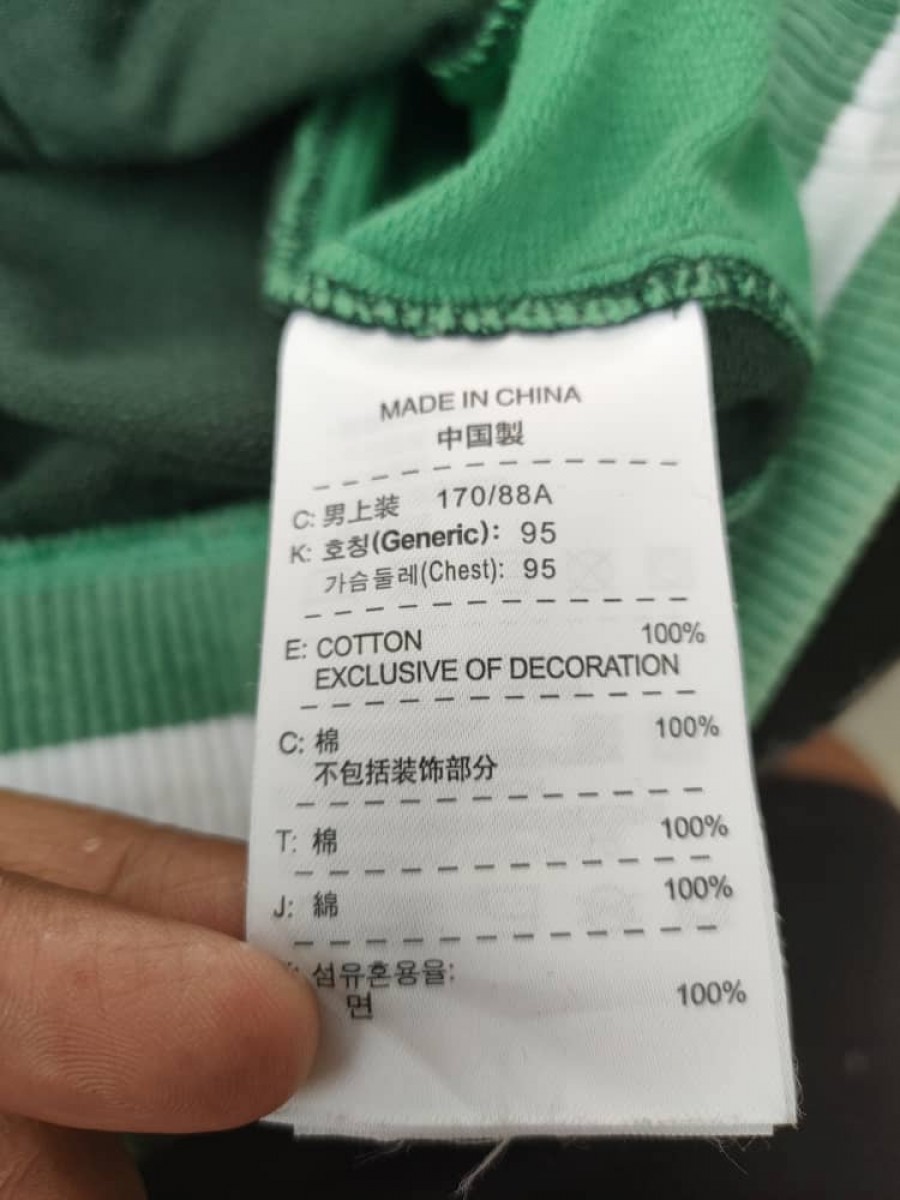 MADE IN CHINA
中国製
C: 男上装 170/88A
K: 호칭(Generic): 95
가슴둘레(Chest): 95
E: COTTON 100%
EXCLUSIVE OF DECORATION
C: 棉 100%
不包括装饰部分
T: 棉 100%
J: 綿 100%
섬유혼용율:
면 100%